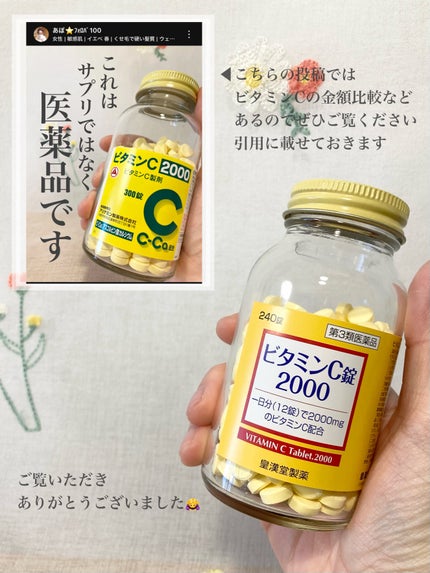 あぼ⭐️ﾌｫﾛﾊﾞ100
女性 | 敏感肌 | イエベ春 | くせ毛で硬い髪質 | ウェ…
これは
サプリではなく
医薬品です
ビタミンC 2000
ビタミンC製剤
300錠
C
◀こちらの投稿では
ビタミンCの金額比較など
あるのでぜひご覧ください
引用に載せておきます
240錠
第3類医薬品
ビタミンC錠
2000
一日分(12錠)で2000mg
のビタミンC配合
VITAMIN C Tablet.2000
皇漢堂製薬
ご覧いただき
ありがとうございました🙇‍♀️